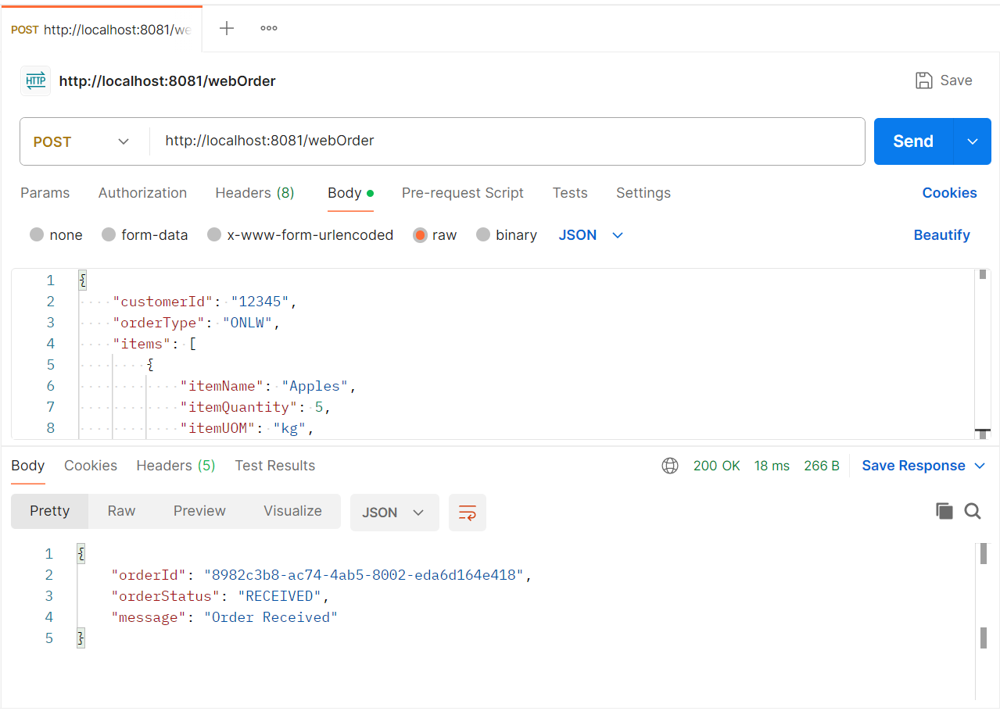 POST http://localhost:8081/we
HTTP http://localhost:8081/webOrder Save
POST http://localhost:8081/webOrder Send
Params Authorization Headers (8) Body Pre-request Script Tests Settings Cookies
none form-data x-www-form-urlencoded raw binary JSON Beautify
1 {
2 "customerId": "12345",
3 "orderType": "ONLW",
4 "items": [
5 {
6 "itemName": "Apples",
7 "itemQuantity": 5,
8 "itemUOM": "kg",
Body Cookies Headers (5) Test Results 200 OK 18 ms 266 B Save Response
Pretty Raw Preview Visualize JSON
1 {
2 "orderId": "8982c3b8-ac74-4ab5-8002-eda6d164e418",
3 "orderStatus": "RECEIVED",
4 "message": "Order Received"
5 }